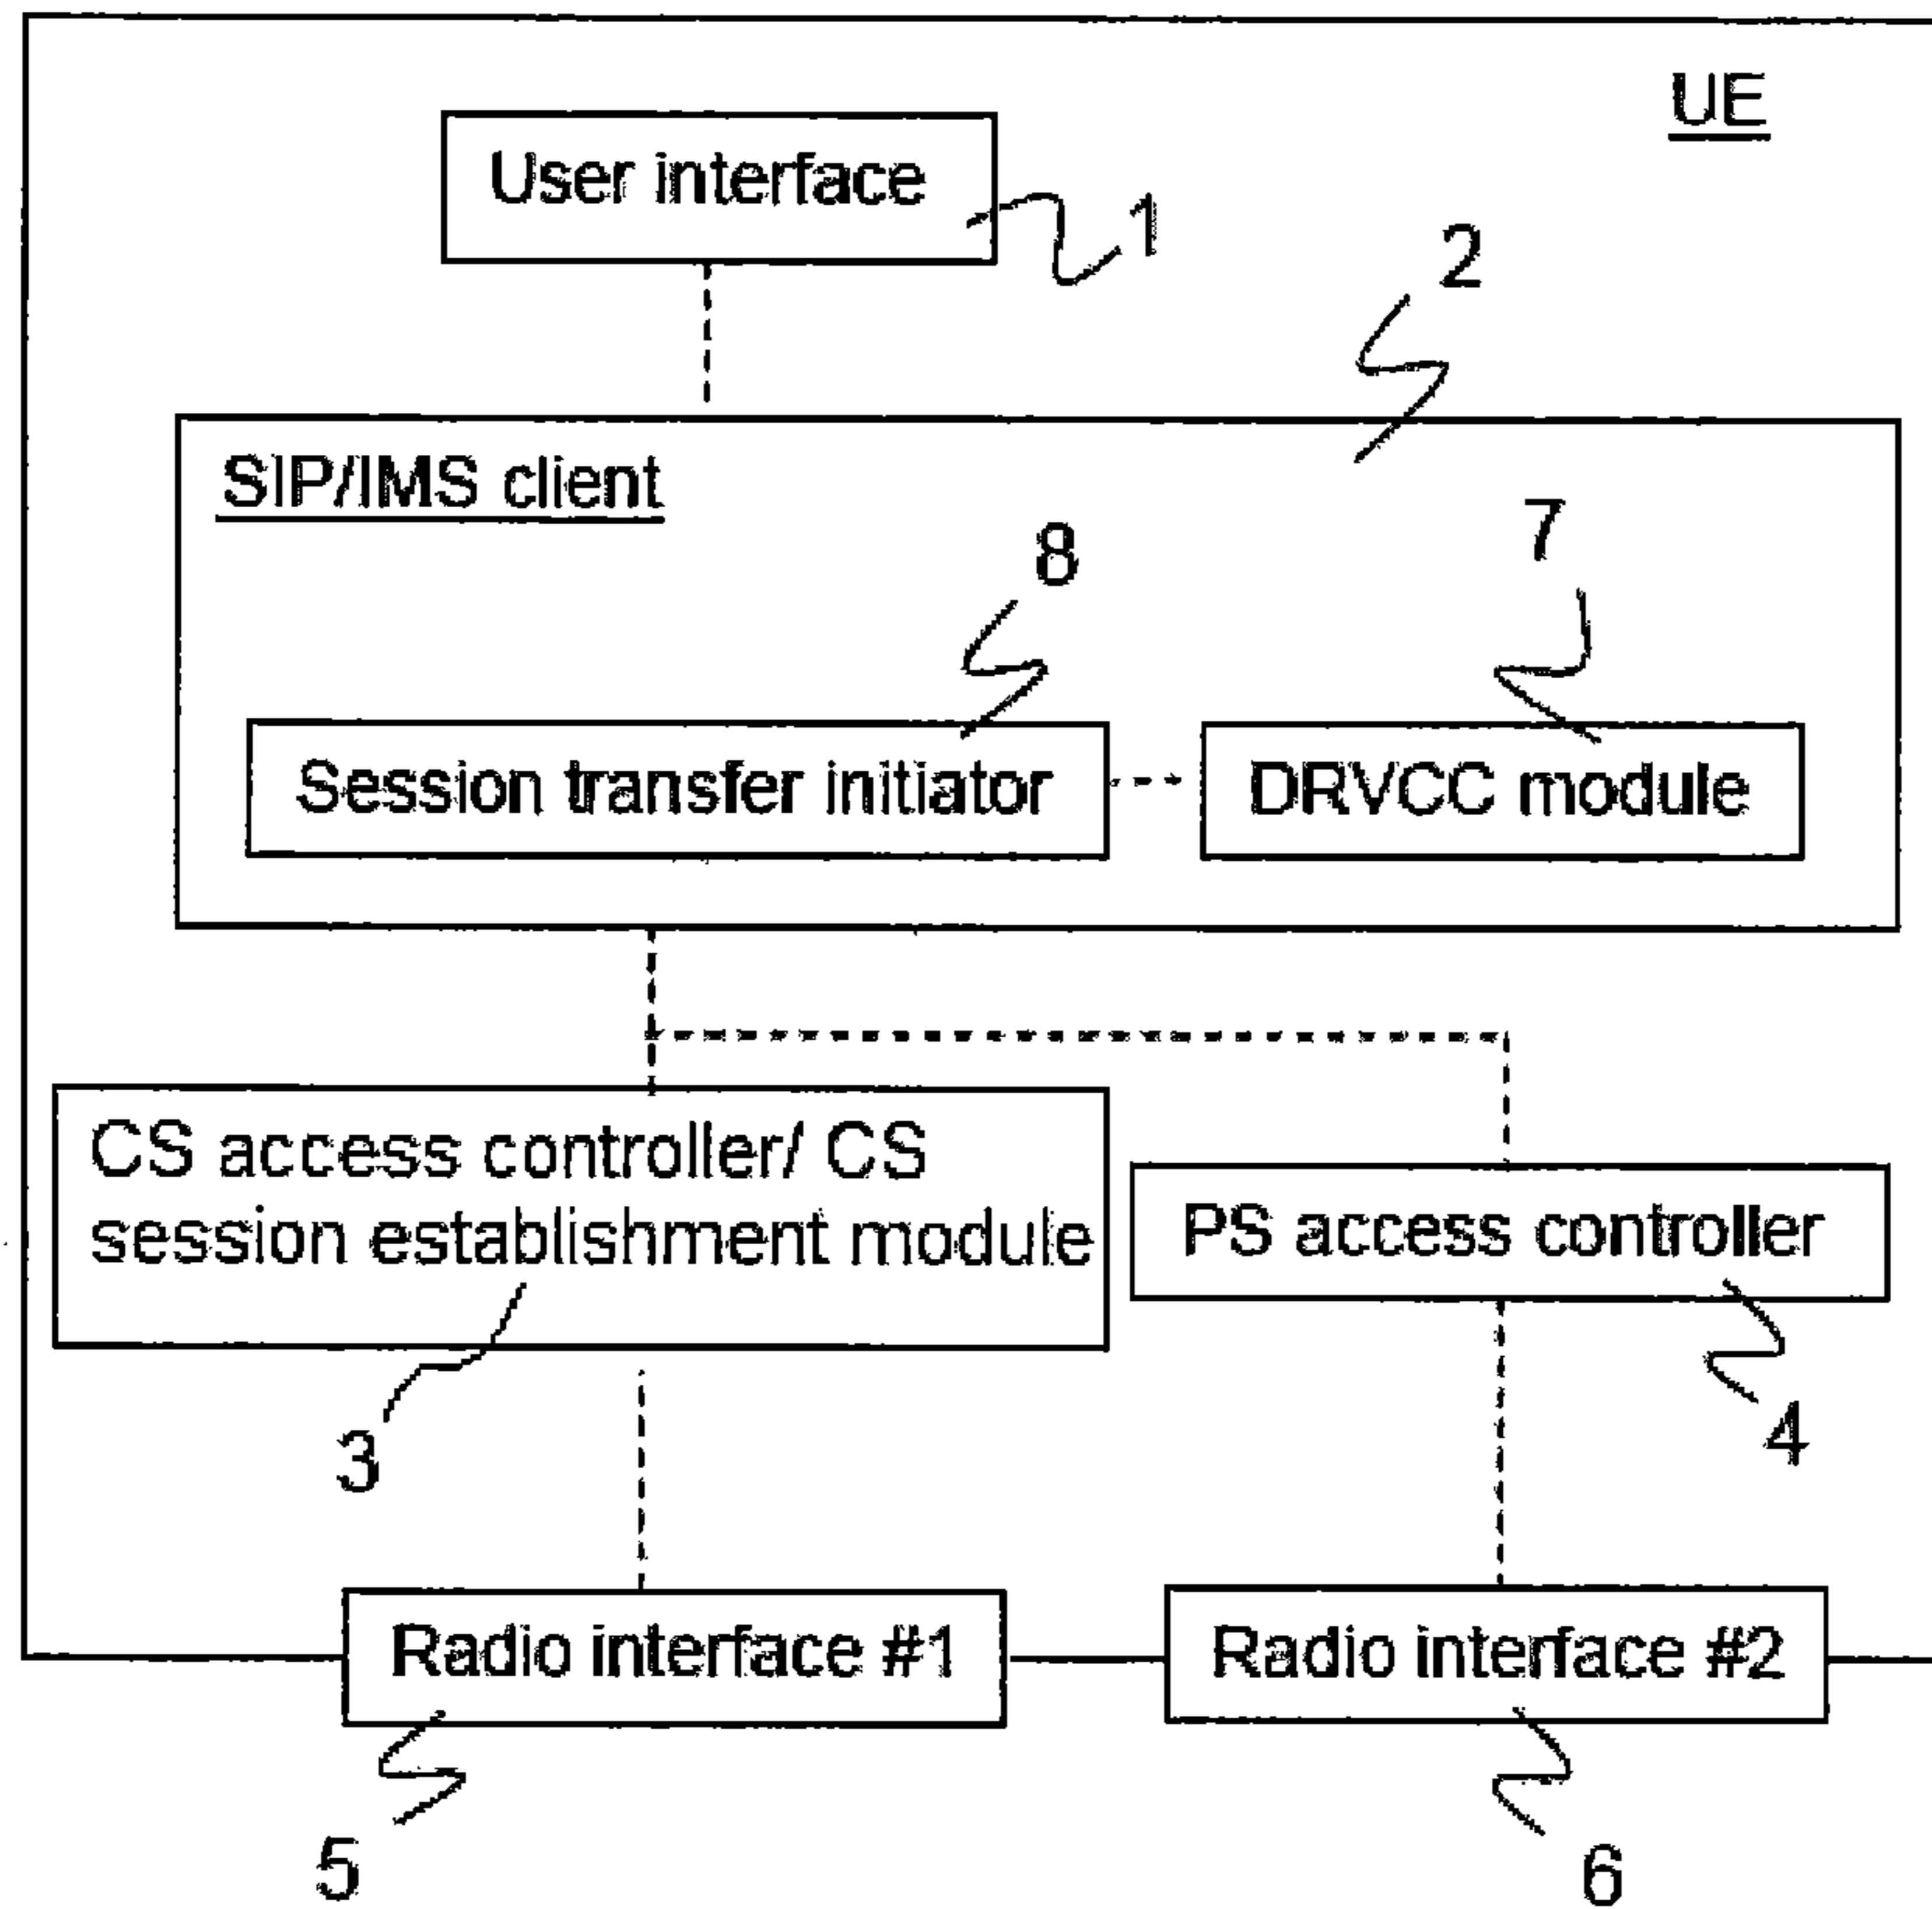 UE
User interface
1
2
SIP/IMS client
8
7
Session transfer initiator
DRVCC module
CS access controller/ CS
session establishment module
PS access controller
3
4
Radio interface #1
Radio interface #2
5
6